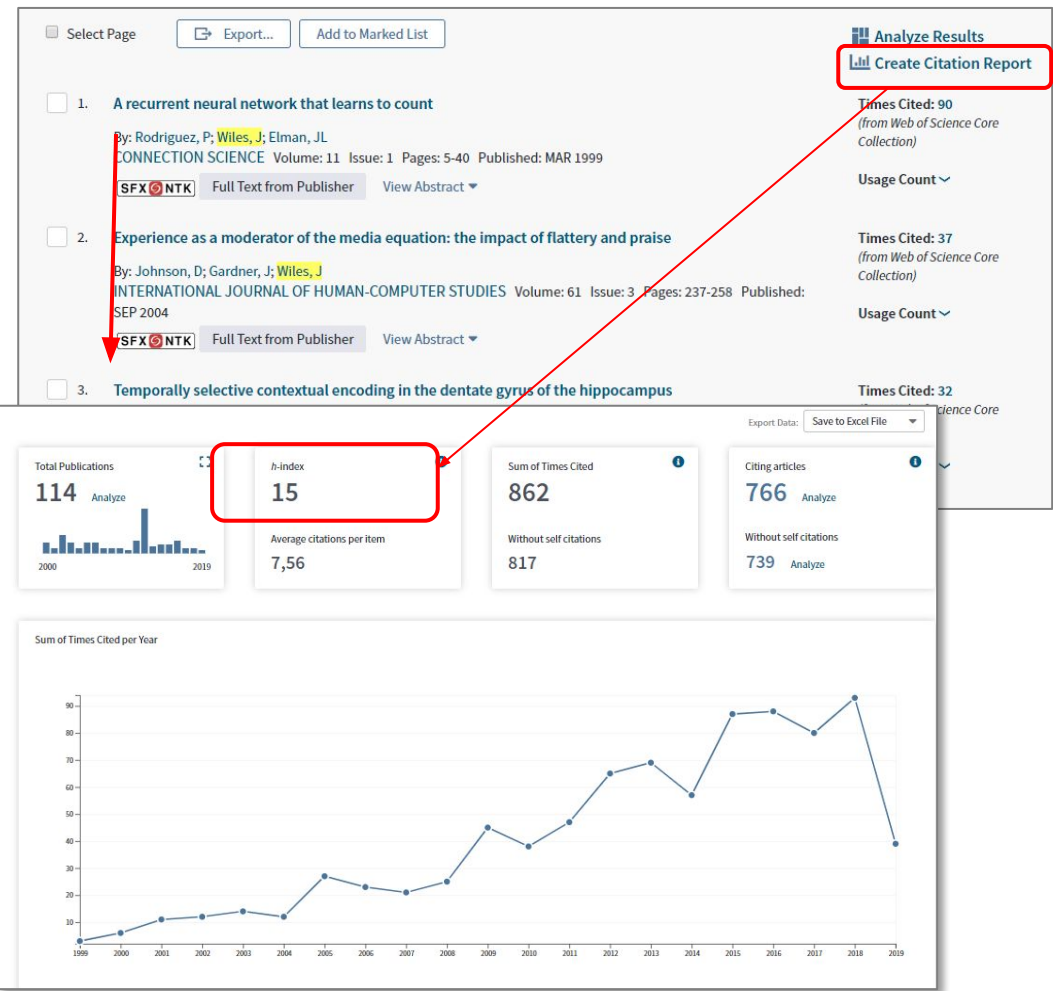 Select Page
Export...
Add to Marked List
Analyze Results
Create Citation Report
1. A recurrent neural network that learns to count
By: Rodriguez, P; Wiles, J; Elman, JL
CONNECTION SCIENCE Volume: 11 Issue: 1 Pages: 5-40 Published: MAR 1999
SFX NTK Full Text from Publisher View Abstract
Times Cited: 90
(from Web of Science Core
Collection)
Usage Count
2. Experience as a moderator of the media equation: the impact of flattery and praise
By: Johnson, D; Gardner, J; Wiles, J
INTERNATIONAL JOURNAL OF HUMAN-COMPUTER STUDIES Volume: 61 Issue: 3 Pages: 237-258 Published:
SEP 2004
SFX NTK Full Text from Publisher View Abstract
Times Cited: 37
(from Web of Science Core
Collection)
Usage Count
3. Temporally selective contextual encoding in the dentate gyrus of the hippocampus
Times Cited: 32
Core
Export Data: Save to Excel File
Total Publications
114 Analyze
2000 2019
h-index
15
Average citations per item
7,56
Sum of Times Cited
862
Without self citations
817
Citing articles
766 Analyze
Without self citations
739 Analyze
Sum of Times Cited per Year
90
80
70
60
50
40
30
20
10
1999 2000 2001 2002 2003 2004 2005 2006 2007 2008 2009 2010 2011 2012 2013 2014 2015 2016 2017 2018 2019